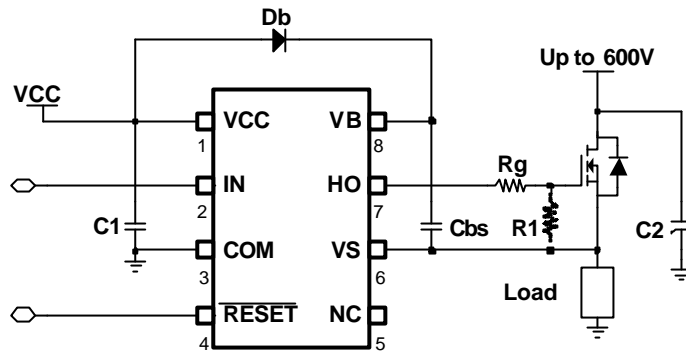 Db
Up to 600V
VCC
VCC VB
1 8
IN HO Rg
2 7
C1 COM VS Cbs R1 C2
3 6
RESET NC Load
4 5